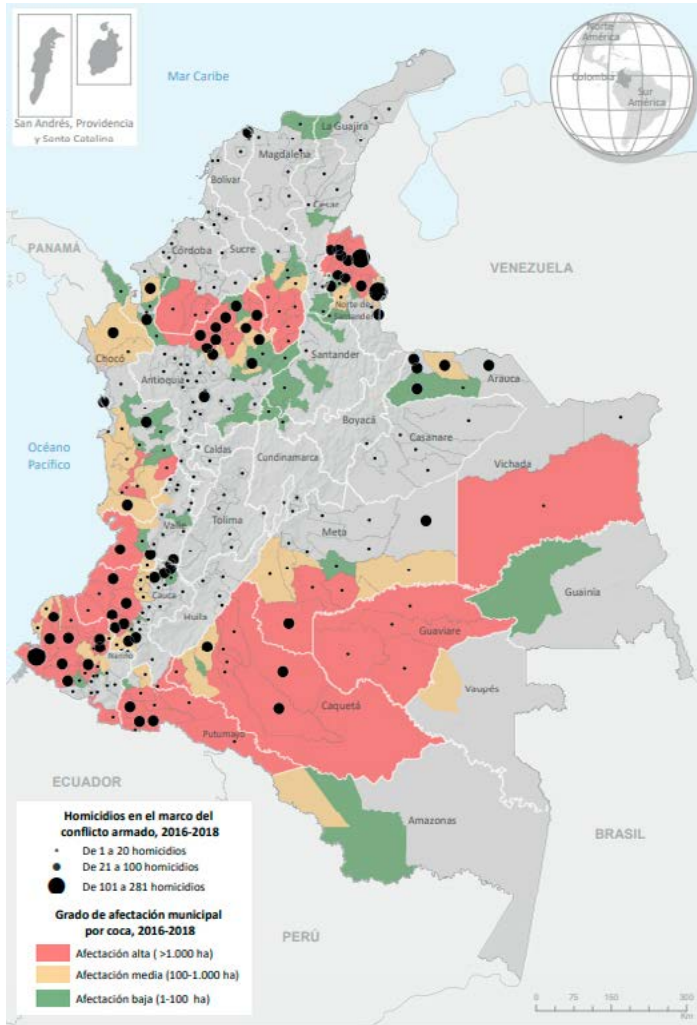 Mar Caribe
Norte
América
Colombia
Sur
América
San Andrés, Providencia
y Santa Catalina
La Guajira
Magdalena
Bolívar
Cesar
PANAMÁ
Córdoba
Sucre
VENEZUELA
Norte de
Santander
Santander
Chocó
Antioquia
Arauca
Boyacá
Casanare
Océano
Pacífico
Caldas
Cundinamarca
Vichada
Valle
Tolima
Meta
Guainía
Cauca
Huila
Guaviare
Nariño
Vaupés
Caquetá
Putumayo
ECUADOR
Amazonas
BRASIL
PERÚ
Homicidios en el marco del
conflicto armado, 2016-2018
De 1 a 20 homicidios
De 21 a 100 homicidios
De 101 a 281 homicidios
Grado de afectación municipal
por coca, 2016-2018
Afectación alta ( >1.000 ha)
Afectación media (100-1.000 ha)
Afectación baja (1-100 ha)
0 75 150 300
Km